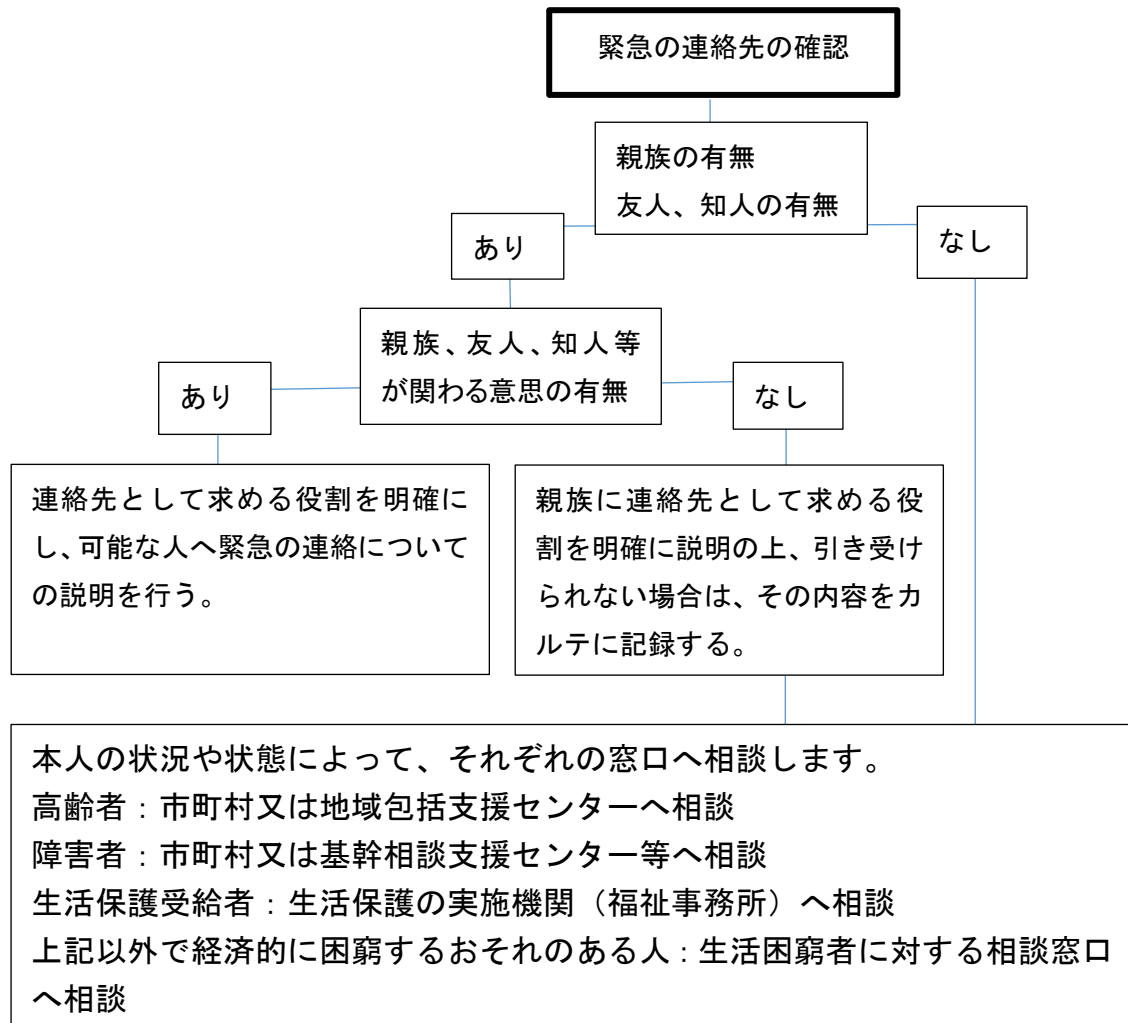 緊急の連絡先の確認
親族の有無
友人、知人の有無
あり
なし
親族、友人、知人等
が関わる意思の有無
あり
なし
連絡先として求める役割を明確に
し、可能な人へ緊急の連絡について
の説明を行う。
親族に連絡先として求める役
割を明確に説明の上、引き受け
られない場合は、その内容をカ
ルテに記録する。
本人の状況や状態によって、それぞれの窓口へ相談します。
高齢者：市町村又は地域包括支援センターへ相談
障害者：市町村又は基幹相談支援センター等へ相談
生活保護受給者：生活保護の実施機関（福祉事務所）へ相談
上記以外で経済的に困窮するおそれのある人：生活困窮者に対する相談窓口
へ相談